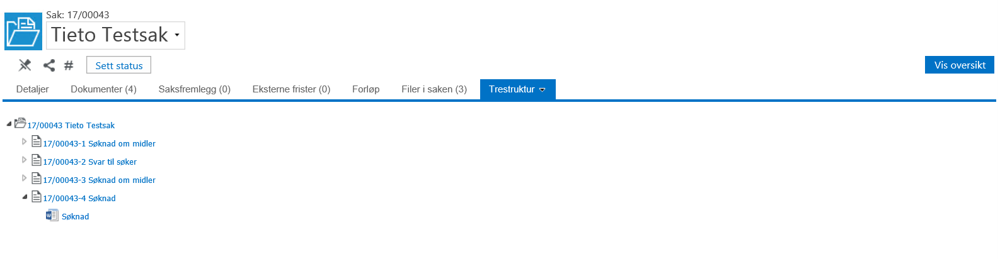 Sak: 17/00043
Tieto Testsak
# Sett status Vis oversikt
Detaljer Dokumenter (4) Saksfremlegg (0) Eksterne frister (0) Forløp Filer i saken (3) Trestruktur
17/00043 Tieto Testsak
17/00043-1 Søknad om midler
17/00043-2 Svar til søker
17/00043-3 Søknad om midler
17/00043-4 Søknad
Søknad